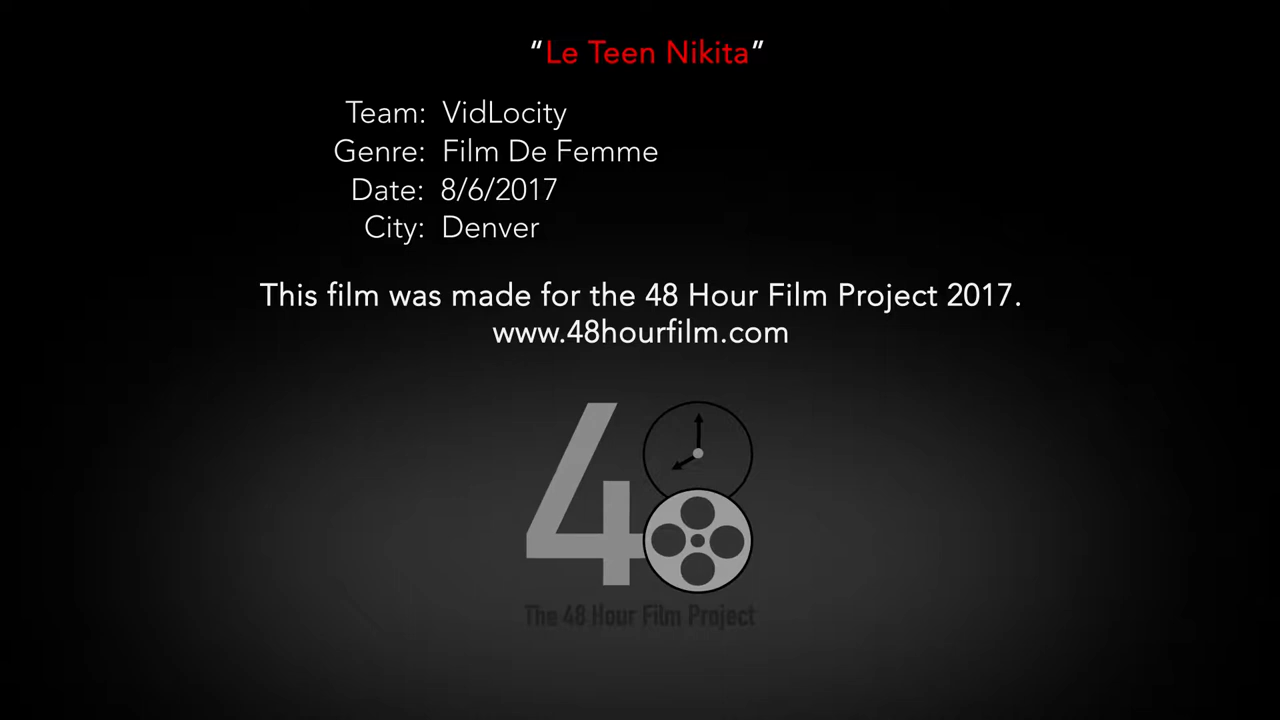 “Le Teen Nikita”
Team: VidLocity
Genre: Film De Femme
Date: 8/6/2017
City: Denver
This film was made for the 48 Hour Film Project 2017.
www.48hourfilm.com
48
The 48 Hour Film Project